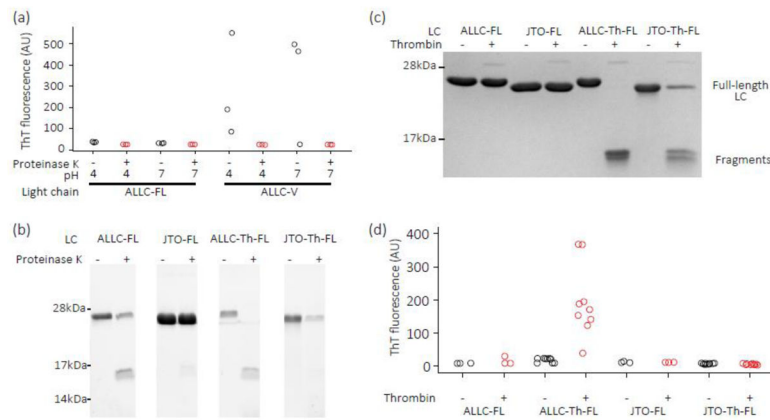 (a)
ThT fluorescence (AU)
600
500
400
300
200
100
0
Proteinase K - + - + - + - +
pH 4 4 7 7 4 4 7 7
Light chain ALLC-FL ALLC-V
(b)
LC ALLC-FL JTO-FL ALLC-Th-FL JTO-Th-FL
Proteinase K - + - + - + - +
28kDa
17kDa
14kDa
(c)
LC ALLC-FL JTO-FL ALLC-Th-FL JTO-Th-FL
Thrombin - + - + - + - +
28kDa
Full-length
LC
17kDa
Fragments
(d)
ThT fluorescence (AU)
400
300
200
100
0
Thrombin - + - + - + - +
ALLC-FL ALLC-Th-FL JTO-FL JTO-Th-FL